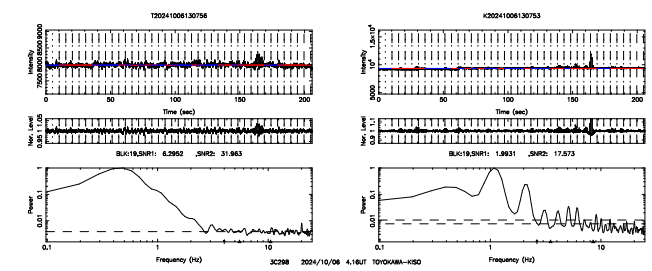 T20241006130756
K20241006130753
Intensity
7500 8000 8500 9000
Intensity
5000 10⁴ 1.5×10⁴
0 50 100 150 200
0 50 100 150 200
Time (sec)
Time (sec)
Nor. Level
0.95 1 1.05
Nor. Level
0.9 1 1.1
BLK:19,SNR1: 6.2952 ,SNR2: 31.963
BLK:19,SNR1: 1.9931 ,SNR2: 17.573
Power
0.01 0.1 1
Power
0.01 0.1 1
0.1 1 10
0.1 1 10
Frequency (Hz)
Frequency (Hz)
3C298 2024/10/06 4.16UT TOYOKAWA-KISO